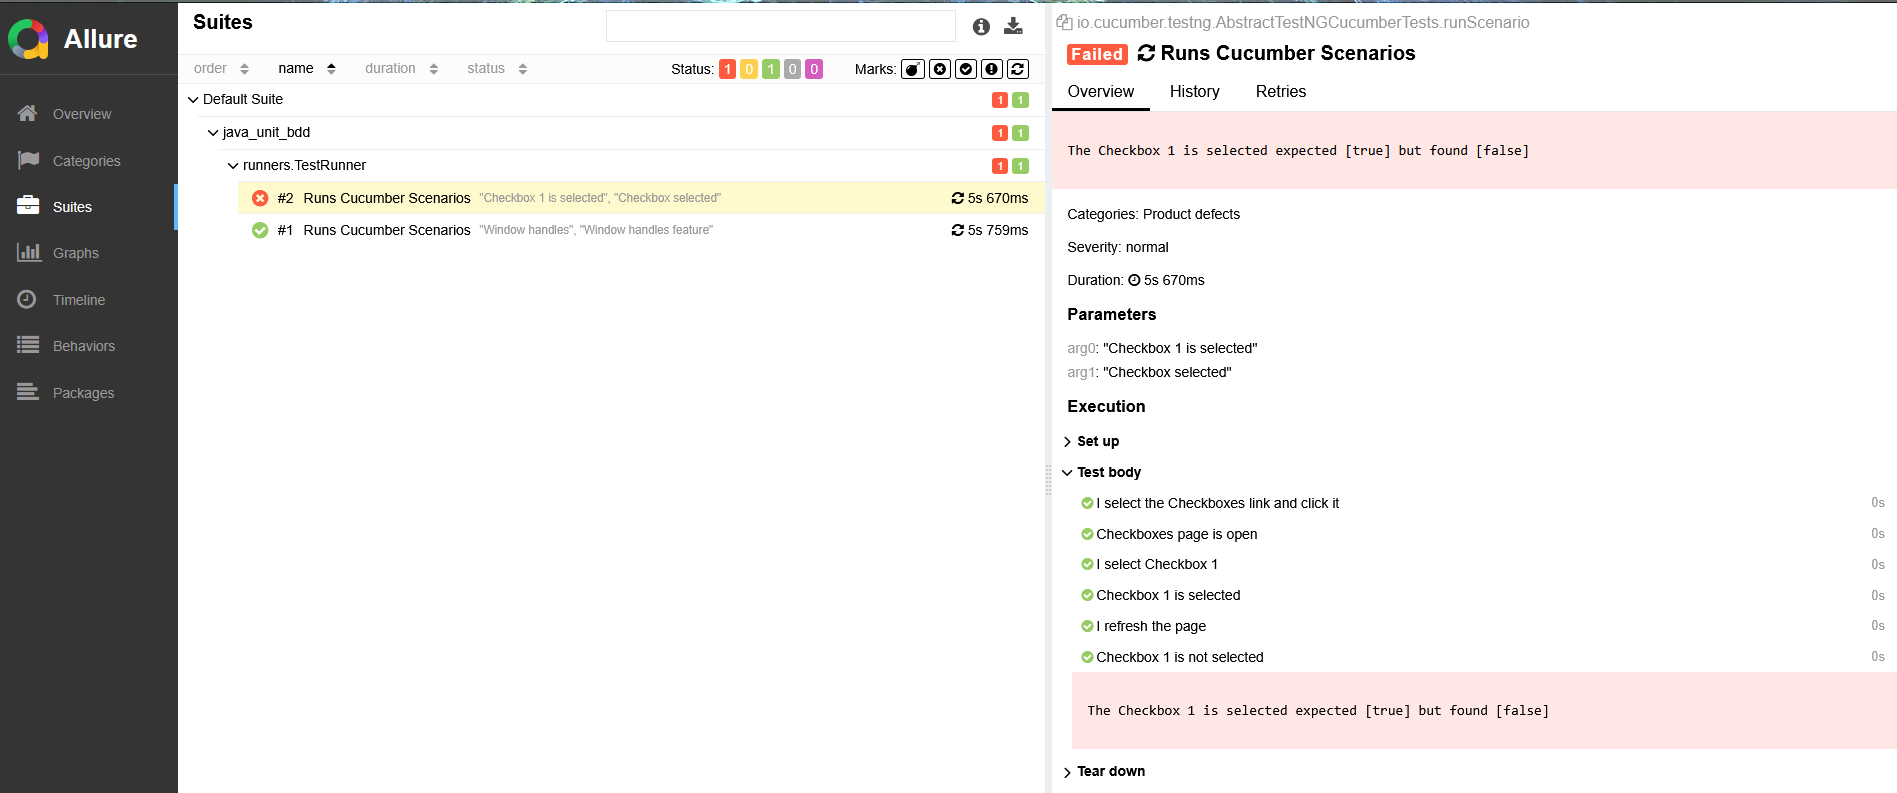 Allure
Overview
Categories
Suites
Graphs
Timeline
Behaviors
Packages
Suites
order name duration status Status: 1 0 1 0 0 Marks:
Default Suite 1 1
java_unit_bdd 1 1
runners.TestRunner 1 1
#2 Runs Cucumber Scenarios "Checkbox 1 is selected", "Checkbox selected" 5s 670ms
#1 Runs Cucumber Scenarios "Window handles", "Window handles feature" 5s 759ms
io.cucumber.testng.AbstractTestNGCucumberTests.runScenario
Failed Runs Cucumber Scenarios
Overview History Retries
The Checkbox 1 is selected expected [true] but found [false]
Categories: Product defects
Severity: normal
Duration: 5s 670ms
Parameters
arg0: "Checkbox 1 is selected"
arg1: "Checkbox selected"
Execution
Set up
Test body
I select the Checkboxes link and click it 0s
Checkboxes page is open 0s
I select Checkbox 1 0s
Checkbox 1 is selected 0s
I refresh the page 0s
Checkbox 1 is not selected 0s
The Checkbox 1 is selected expected [true] but found [false]
Tear down